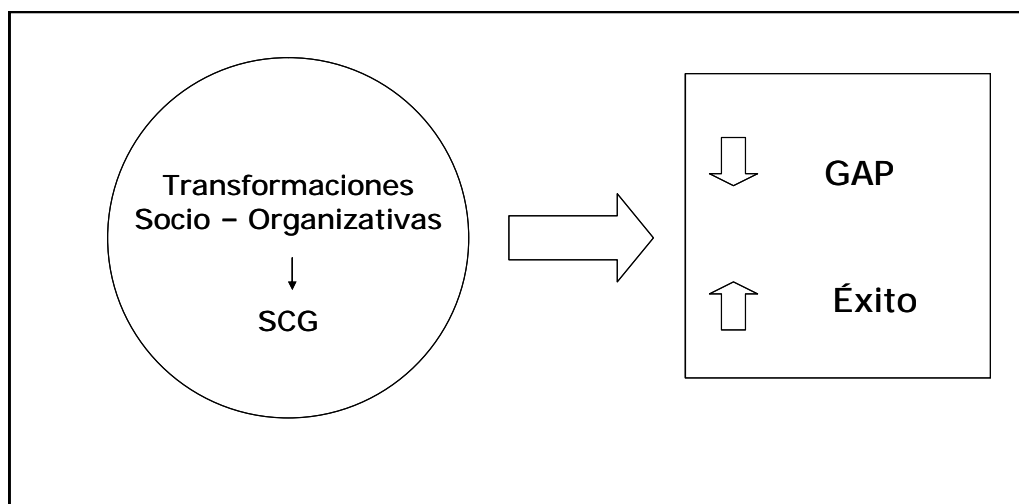 Transformaciones
Socio – Organizativas
SCG
GAP
Éxito